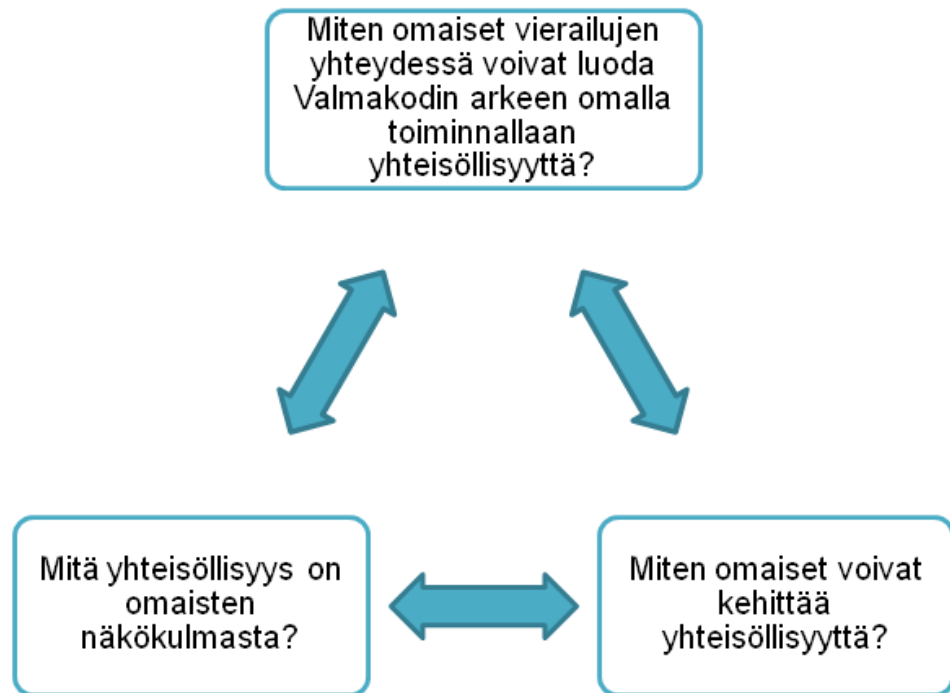 Miten omaiset vierailujen
yhteydessä voivat luoda
Valmakodin arkeen omalla
toiminnallaan
yhteisöllisyyttä?
Mitä yhteisöllisyys on
omaisten
näkökulmasta?
Miten omaiset voivat
kehittää
yhteisöllisyyttä?